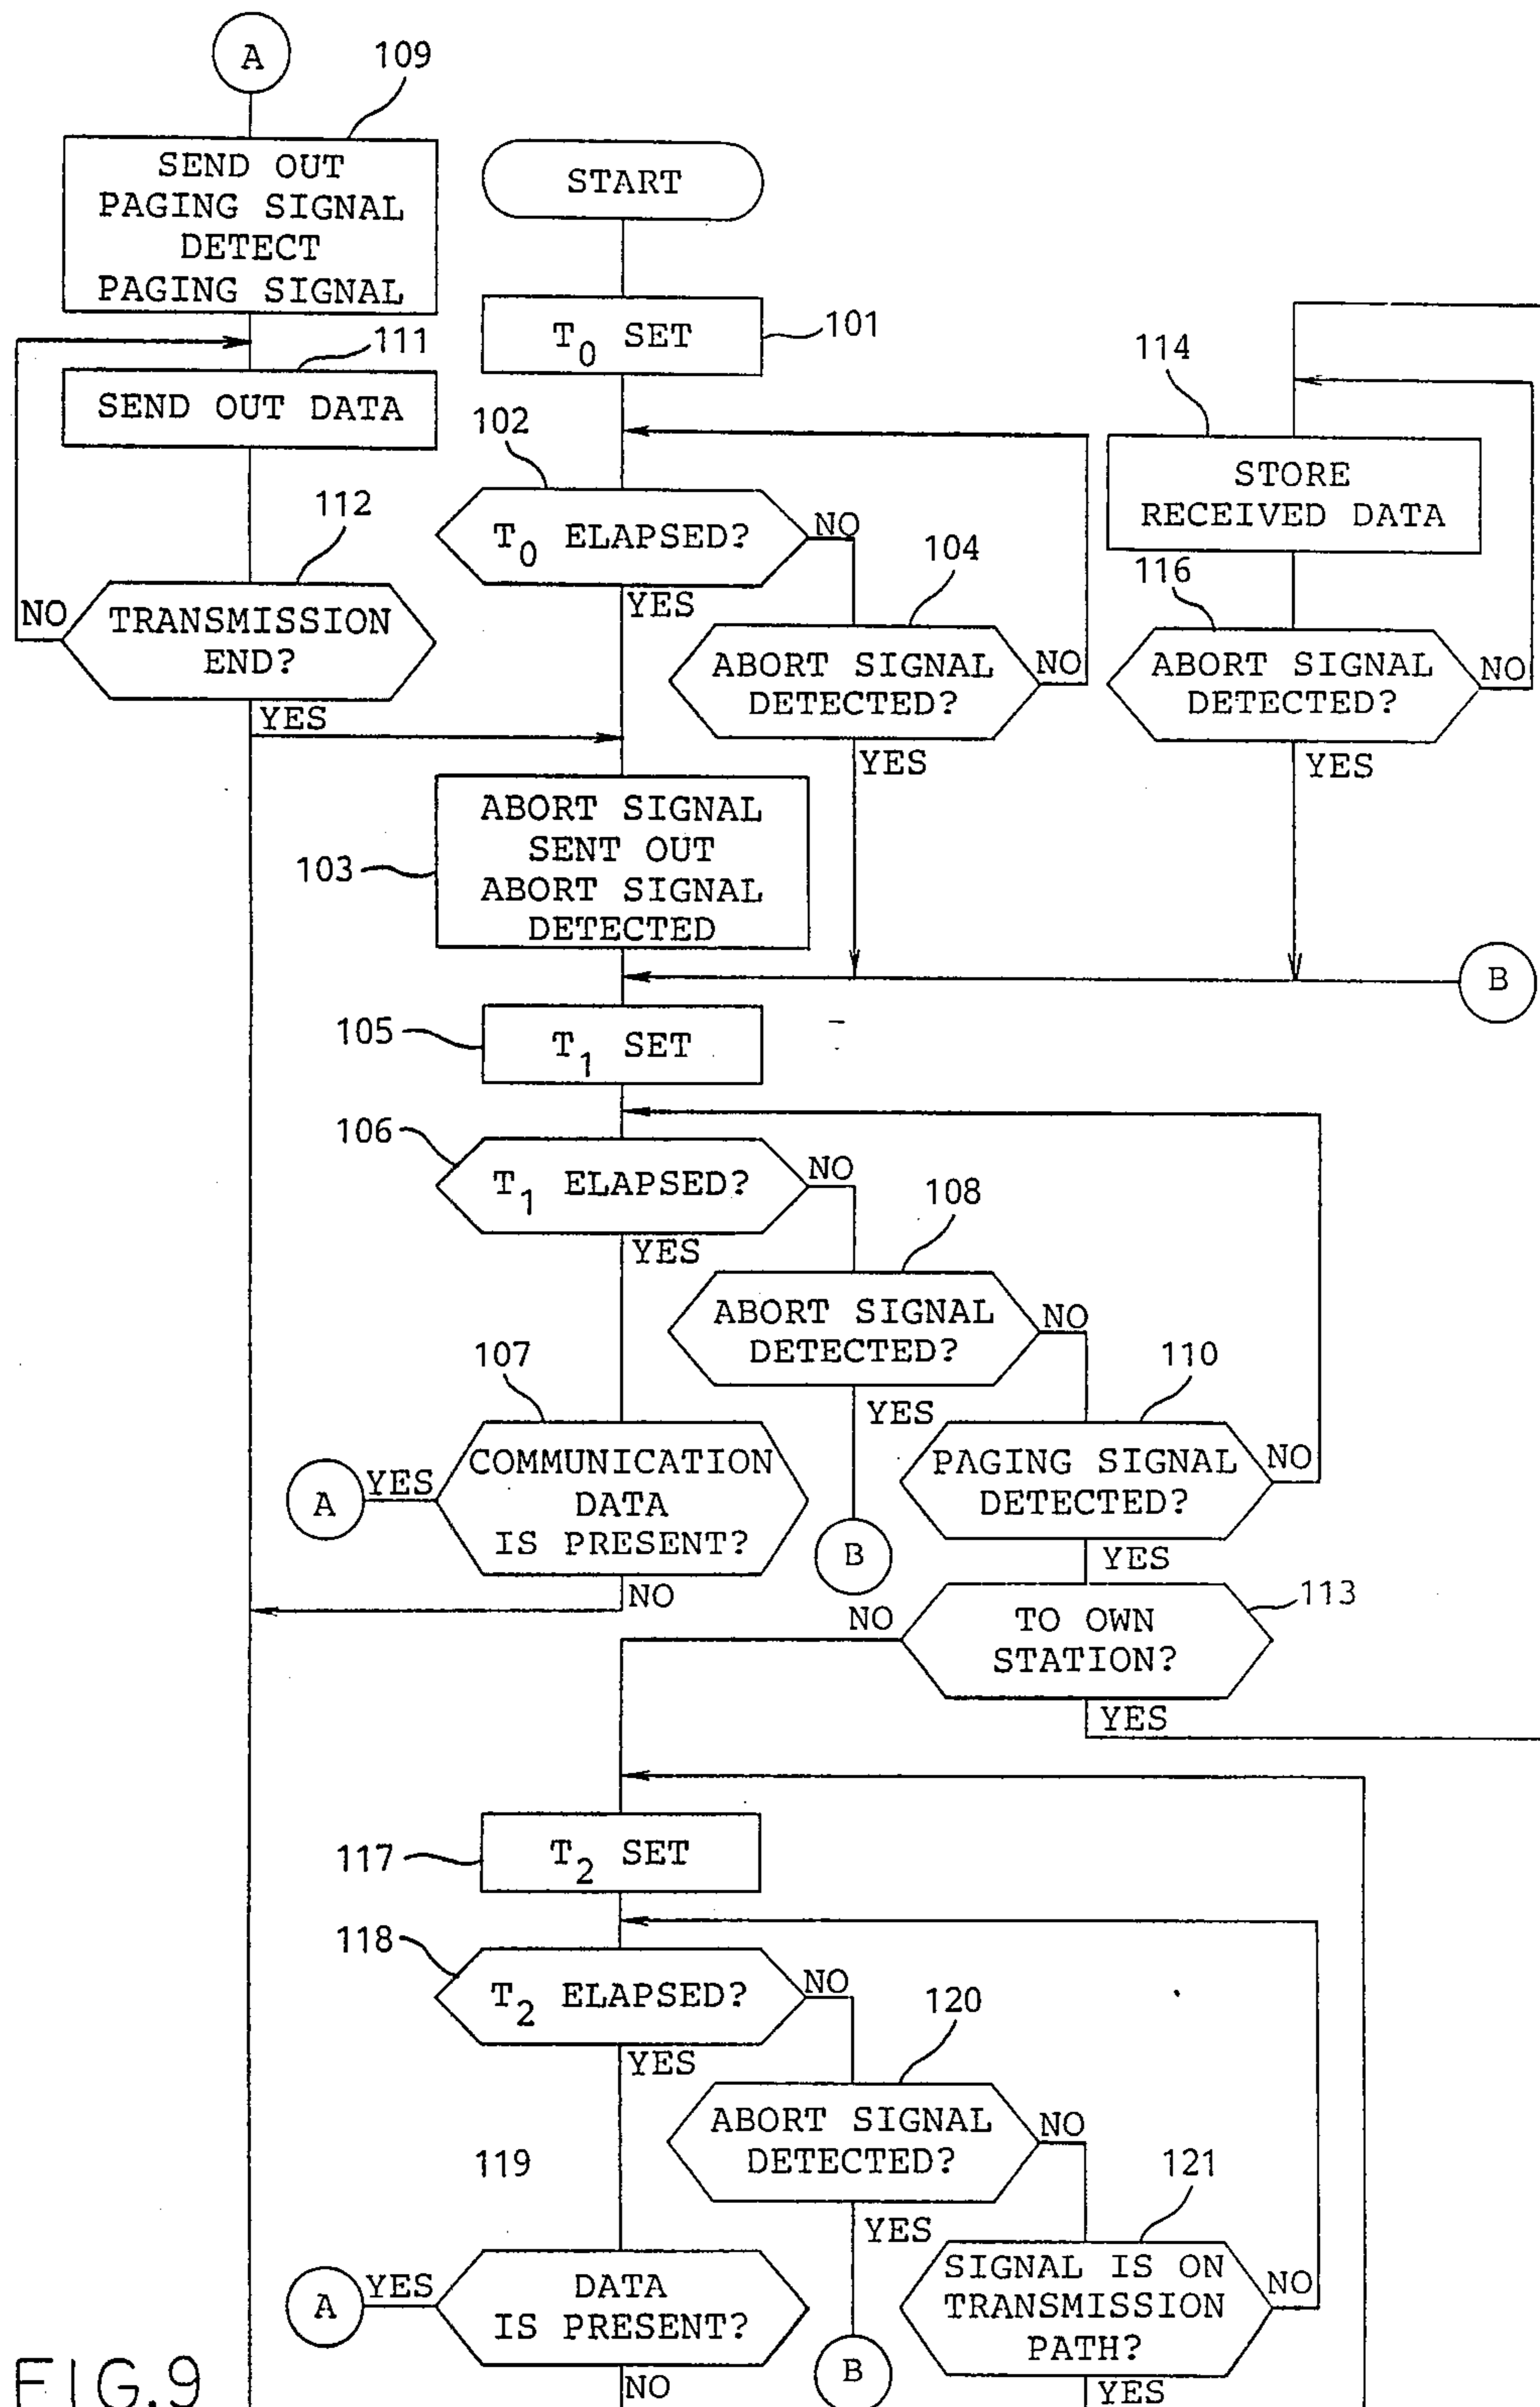 A
109
SEND OUT
PAGING SIGNAL
DETECT
PAGING SIGNAL
111
SEND OUT DATA
112
TRANSMISSION
END?
NO
YES
START
T0 SET
101
102
T0 ELAPSED?
NO
YES
104
ABORT SIGNAL
DETECTED?
NO
YES
114
STORE
RECEIVED DATA
116
ABORT SIGNAL
DETECTED?
NO
YES
103
ABORT SIGNAL
SENT OUT
ABORT SIGNAL
DETECTED
B
105
T1 SET
106
T1 ELAPSED?
NO
YES
108
ABORT SIGNAL
DETECTED?
NO
YES
B
107
COMMUNICATION
DATA
IS PRESENT?
YES
A
NO
110
PAGING SIGNAL
DETECTED?
NO
YES
113
TO OWN
STATION?
NO
YES
117
T2 SET
118
T2 ELAPSED?
NO
YES
120
ABORT SIGNAL
DETECTED?
NO
YES
B
119
DATA
IS PRESENT?
YES
A
NO
121
SIGNAL IS ON
TRANSMISSION
PATH?
NO
YES
FIG.9